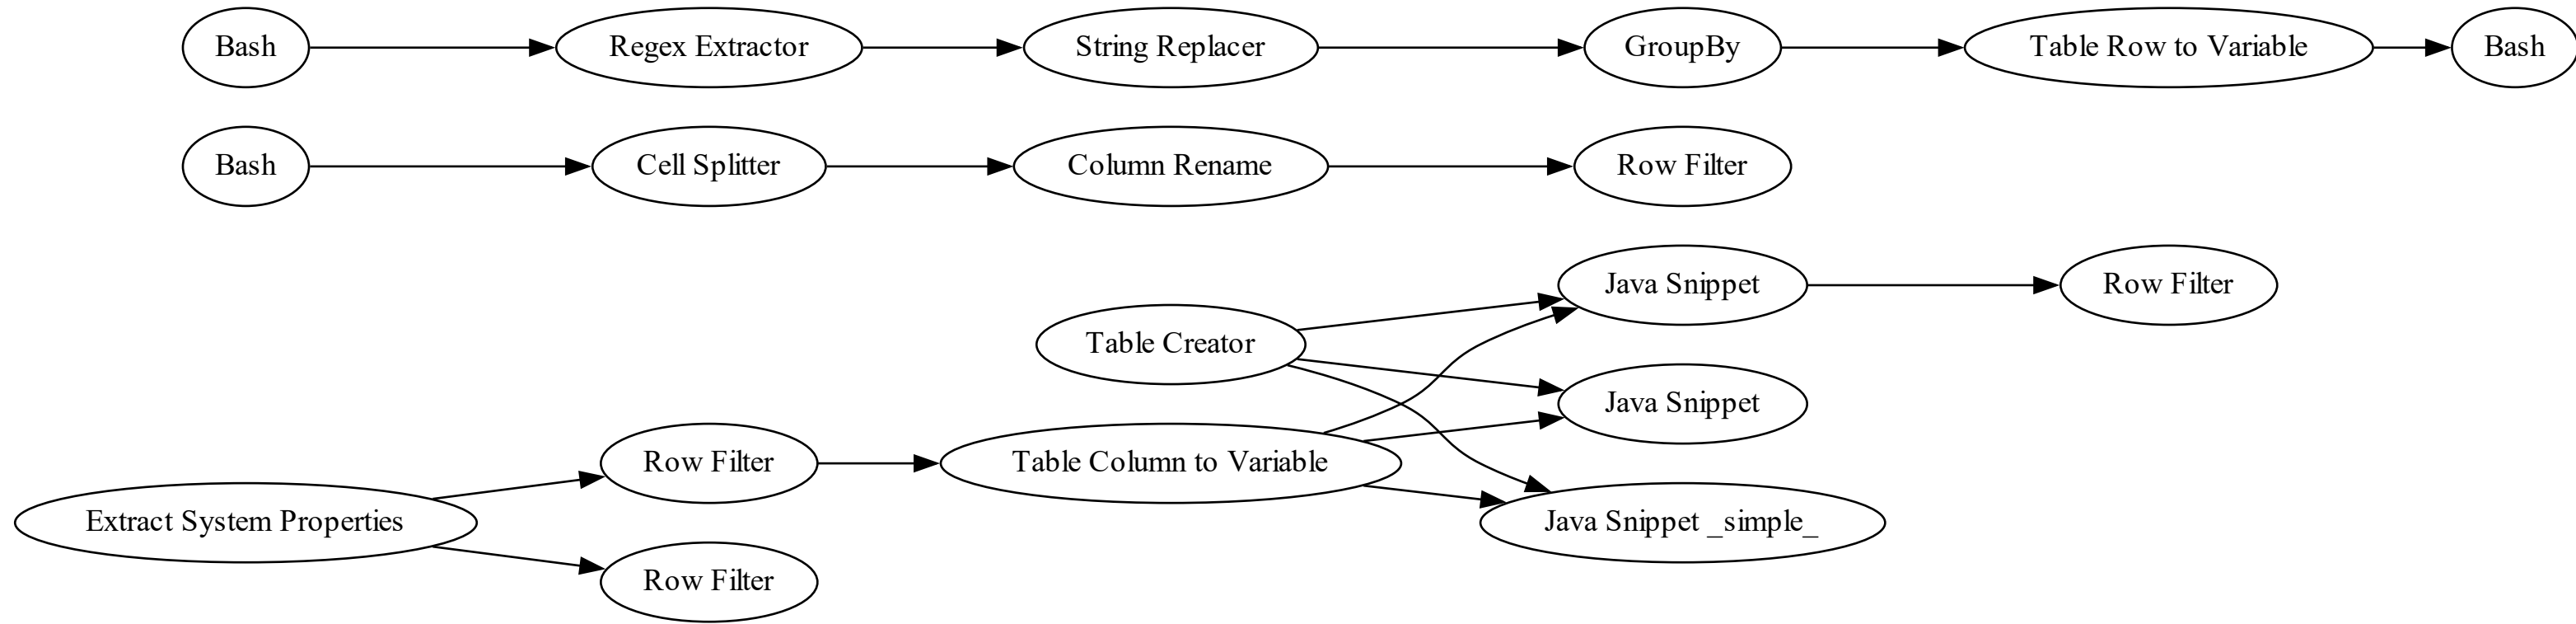 Bash
Regex Extractor
String Replacer
GroupBy
Table Row to Variable
Bash
Bash
Cell Splitter
Column Rename
Row Filter
Java Snippet
Row Filter
Table Creator
Java Snippet
Row Filter
Table Column to Variable
Extract System Properties
Java Snippet _simple_
Row Filter